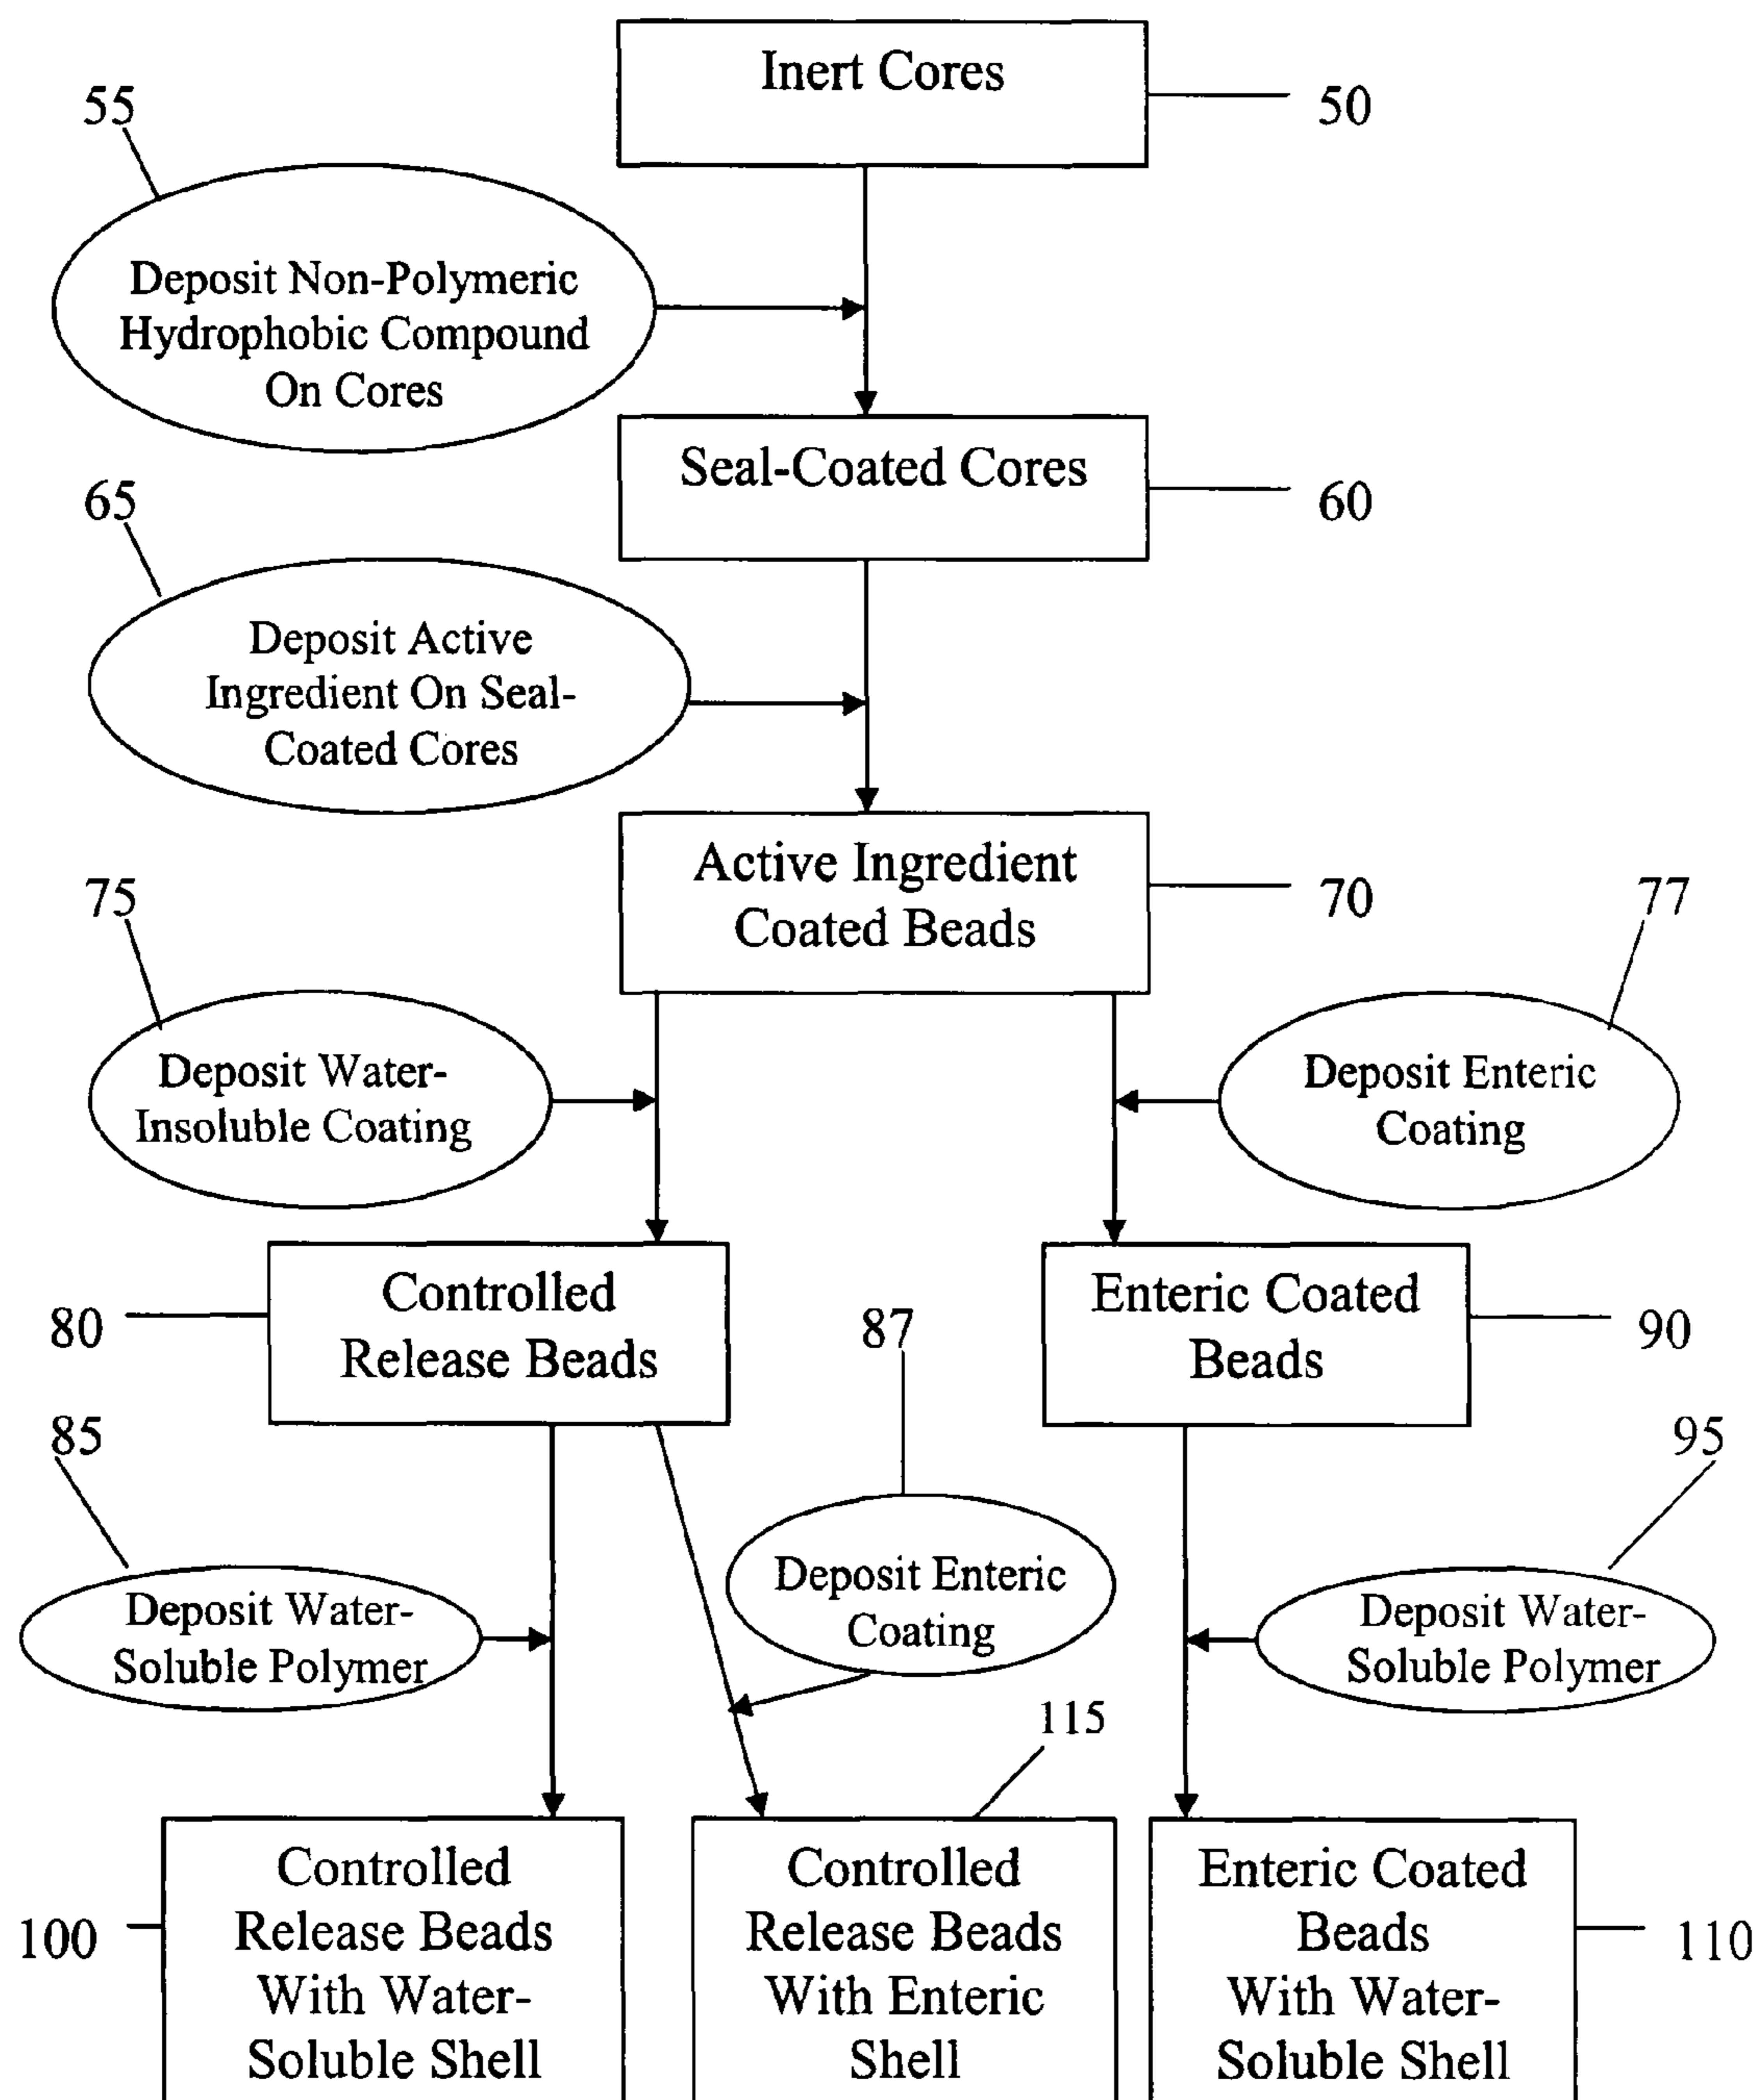 Inert Cores
50
55
Deposit Non-Polymeric
Hydrophobic Compound
On Cores
Seal-Coated Cores
60
65
Deposit Active
Ingredient On Seal-
Coated Cores
Active Ingredient
Coated Beads
70
75
77
Deposit Water-
Insoluble Coating
Deposit Enteric
Coating
80
Controlled
Release Beads
87
Enteric Coated
Beads
90
85
95
Deposit Water-
Soluble Polymer
Deposit Enteric
Coating
Deposit Water-
Soluble Polymer
115
100
Controlled
Release Beads
With Water-
Soluble Shell
Controlled
Release Beads
With Enteric
Shell
Enteric Coated
Beads
With Water-
Soluble Shell
110